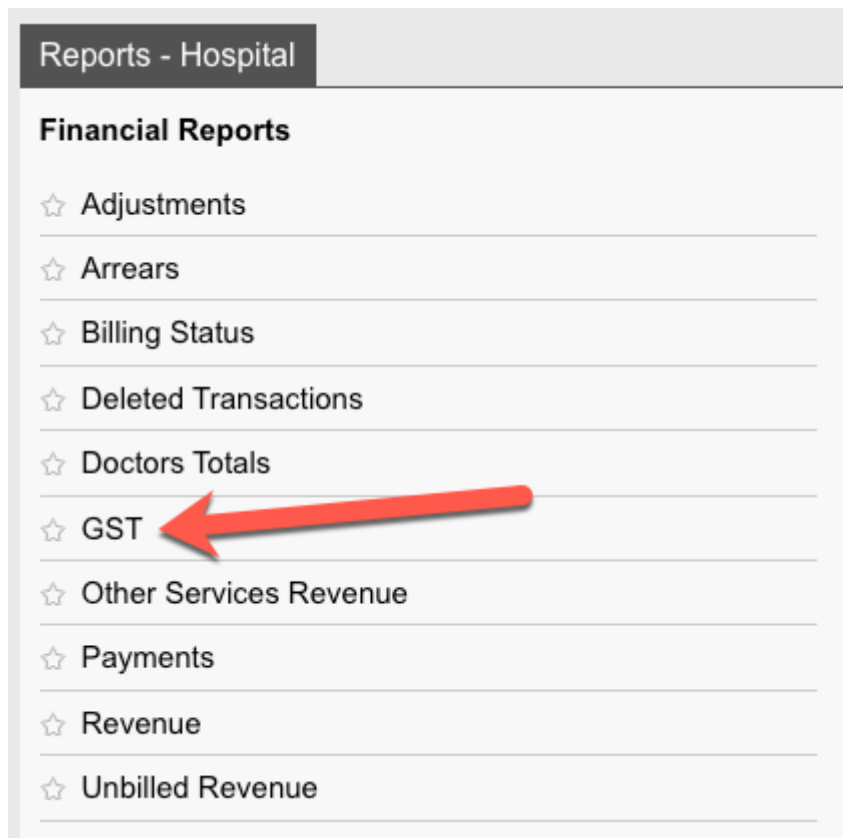 Reports - Hospital
Financial Reports
Adjustments
Arrears
Billing Status
Deleted Transactions
Doctors Totals
GST
Other Services Revenue
Payments
Revenue
Unbilled Revenue